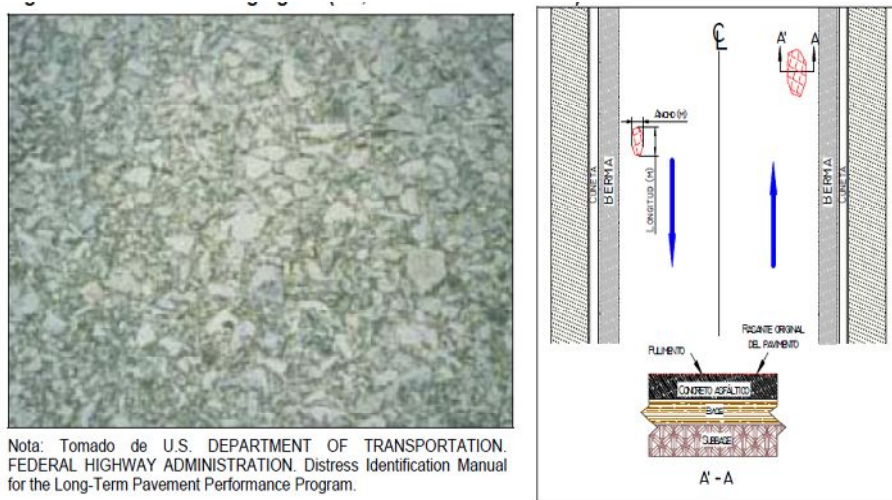 Nota: Tomado de U.S. DEPARTMENT OF TRANSPORTATION.
FEDERAL HIGHWAY ADMINISTRATION. Distress Identification Manual
for the Long-Term Pavement Performance Program.
A' A
ANCHO (M)
LONGITUD (M)
CUNETA
BERMA
BERMA
CUNETA
PULIMENTO
RASANTE ORIGINAL
DEL PAVIMENTO
CONCRETO ASFÁLTICO
BASE
SUBBASE
A' - A